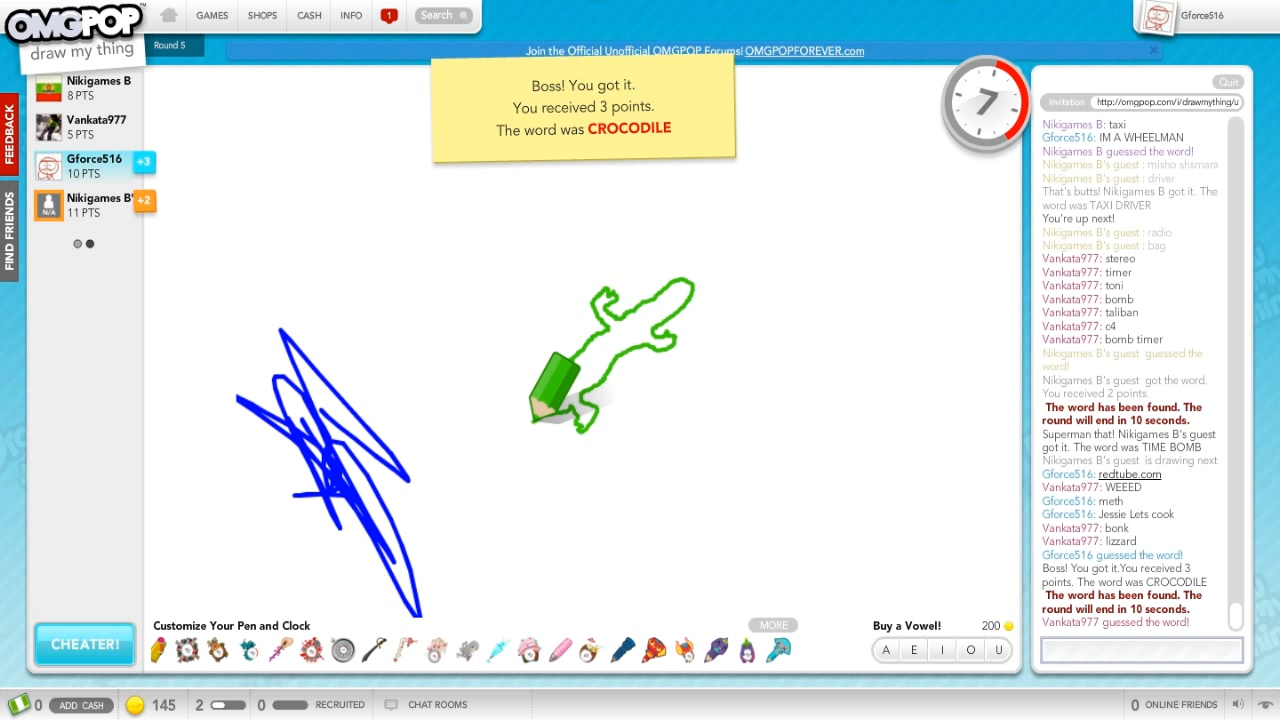 OMGPOP™
draw my thing
GAMES
SHOPS
CASH
INFO
1
Search
Gforce516
Round 5
Join the Official Unofficial OMGPOP Forums! OMGPOPFOREVER.com
FEEDBACK
FIND FRIENDS
Nikigames B
8 PTS
Vankata977
5 PTS
Gforce516
10 PTS
+3
Nikigames B'
11 PTS
+2
N/A
Boss! You got it.
You received 3 points.
The word was CROCODILE
7
Quit
Invitation
http://omgpop.com/i/drawmything/u
Nikigames B: taxi
Gforce516: IM A WHEELMAN
Nikigames B guessed the word!
Nikigames B's guest : misho shsmara
Nikigames B's guest : driver
That's butts! Nikigames B got it. The
word was TAXI DRIVER
You're up next!
Nikigames B's guest : radio
Nikigames B's guest : bag
Vankata977: stereo
Vankata977: timer
Vankata977: toni
Vankata977: bomb
Vankata977: taliban
Vankata977: c4
Vankata977: bomb timer
Nikigames B's guest guessed the
word!
Nikigames B's guest got the word.
You received 2 points.
The word has been found. The
round will end in 10 seconds.
Superman that! Nikigames B's guest
got it. The word was TIME BOMB
Nikigames B's guest is drawing next
Gforce516: redtube.com
Vankata977: WEEED
Gforce516: meth
Gforce516: Jessie Lets cook
Vankata977: bonk
Vankata977: lizzard
Gforce516 guessed the word!
Boss! You got it.You received 3
points. The word was CROCODILE
The word has been found. The
round will end in 10 seconds.
Vankata977 guessed the word!
CHEATER!
Customize Your Pen and Clock
MORE
Buy a Vowel!
200
A E I O U
0
ADD CASH
145
2
0
RECRUITED
CHAT ROOMS
0 ONLINE FRIENDS